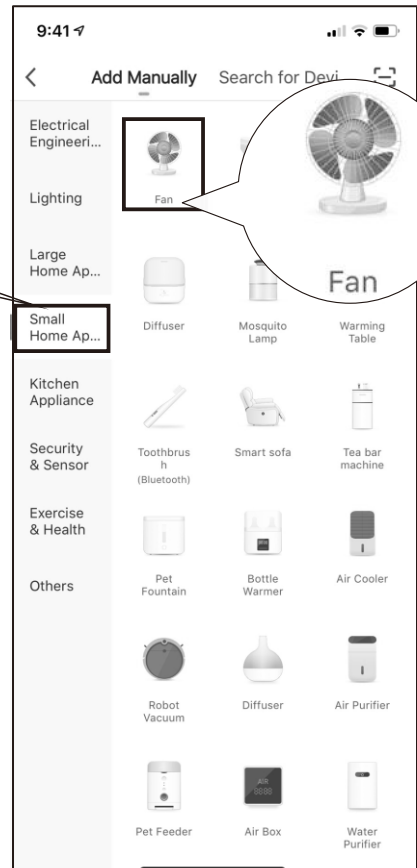 9:41
Add Manually Search for Devi
Electrical
Engineeri...
Lighting
Large
Home Ap...
Small
Home Ap...
Kitchen
Appliance
Security
& Sensor
Exercise
& Health
Others
Fan
Fan
Diffuser
Mosquito
Lamp
Warming
Table
Toothbrus
h
(Bluetooth)
Smart sofa
Tea bar
machine
Pet
Fountain
Bottle
Warmer
Air Cooler
Robot
Vacuum
Diffuser
Air Purifier
Pet Feeder
Air Box
Water
Purifier